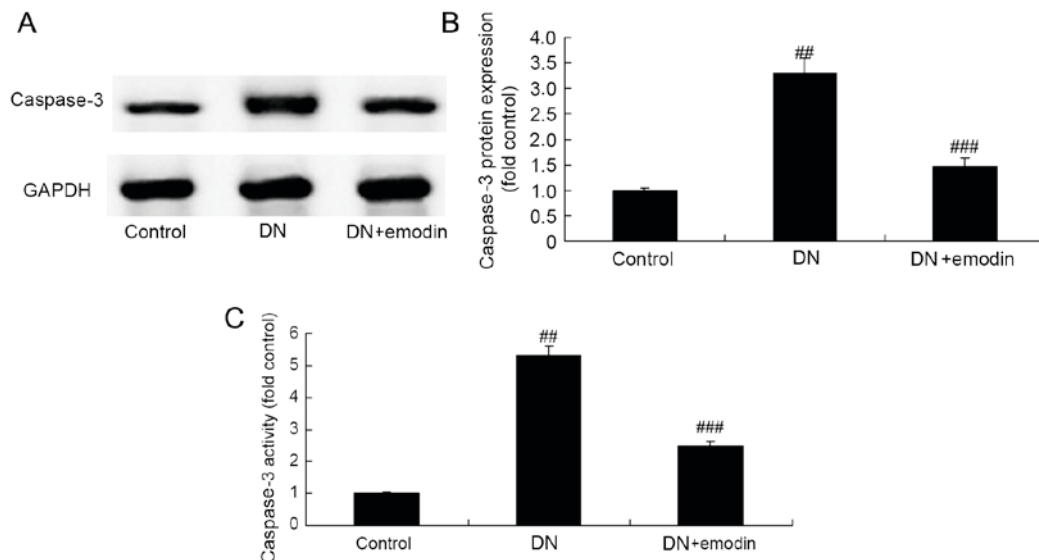 A
Caspase-3
GAPDH
Control DN DN+emodin
B
Caspase-3 protein expression
(fold control)
4.0
3.5
3.0
2.5
2.0
1.5
1.0
0.5
0
##
###
Control DN DN+emodin
C
Caspase-3 activity (fold control)
6
5
4
3
2
1
0
##
###
Control DN DN+emodin